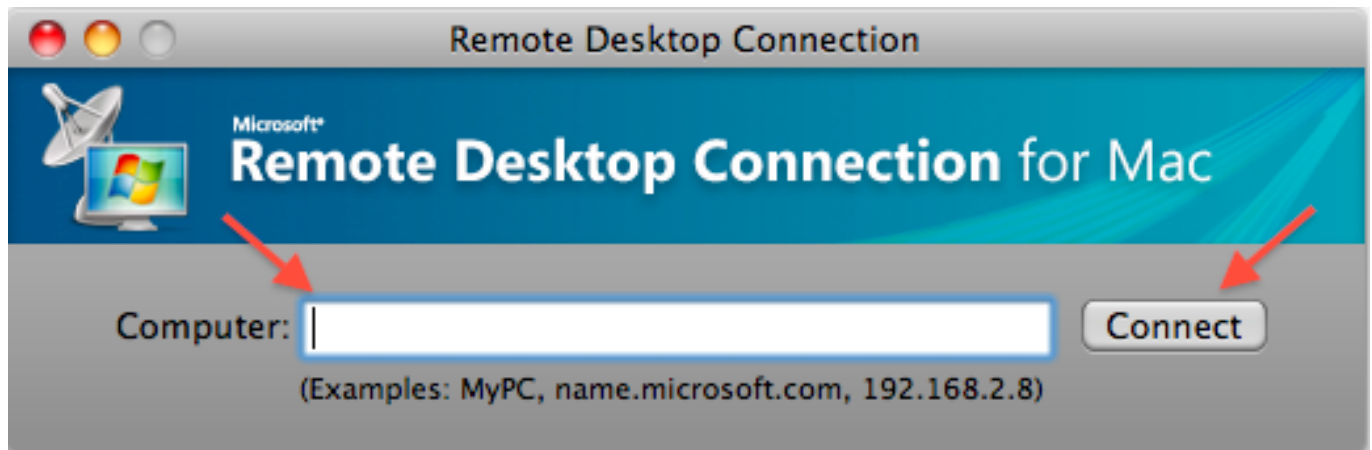 Remote Desktop Connection
Microsoft®
Remote Desktop Connection for Mac
Computer:
Connect
(Examples: MyPC, name.microsoft.com, 192.168.2.8)